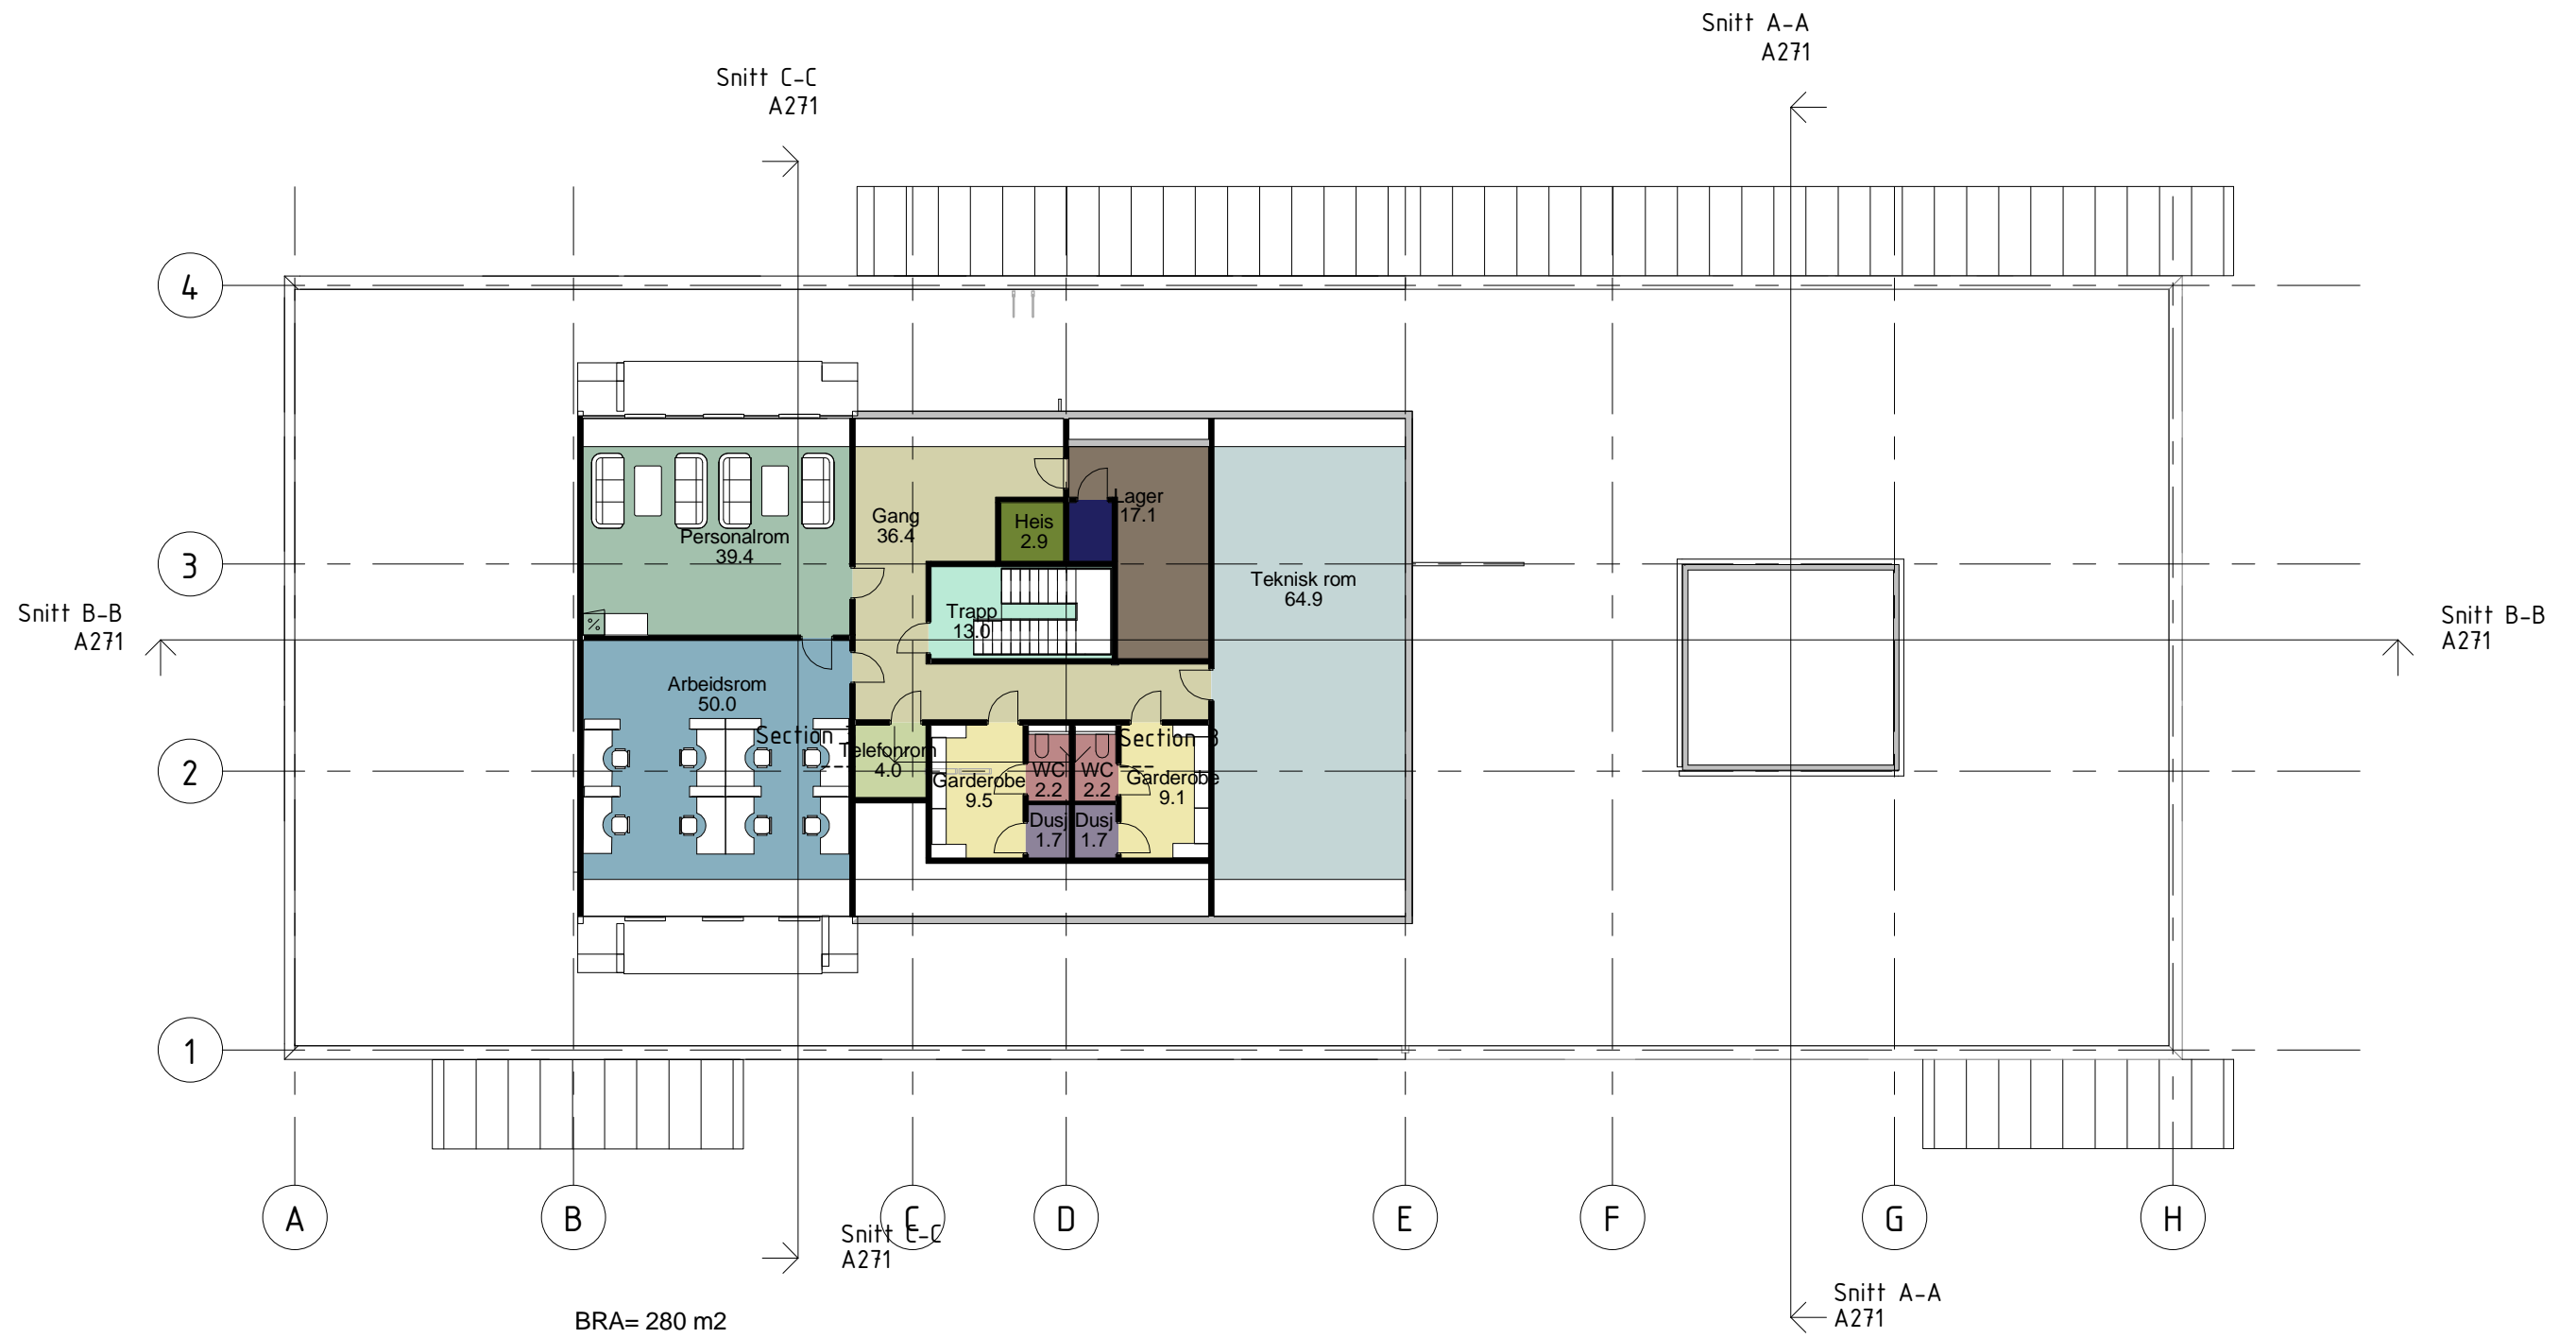 Snitt A-A
A271
Snitt C-C
A271
4
Lager
17.1
Gang
36.4
Heis
2.9
Personalrom
39.4
3
Teknisk rom
64.9
Trapp
13.0
Snitt B-B
A271
Snitt B-B
A271
Arbeidsrom
50.0
Section
Section 3
Telefonrom
4.0
2
WC
2.2
WC
2.2
Garderobe
9.5
Garderobe
9.1
Dusj
1.7
Dusj
1.7
%
1
A
B
C
D
E
F
G
H
Snitt C-C
A271
Snitt A-A
A271
BRA= 280 m2